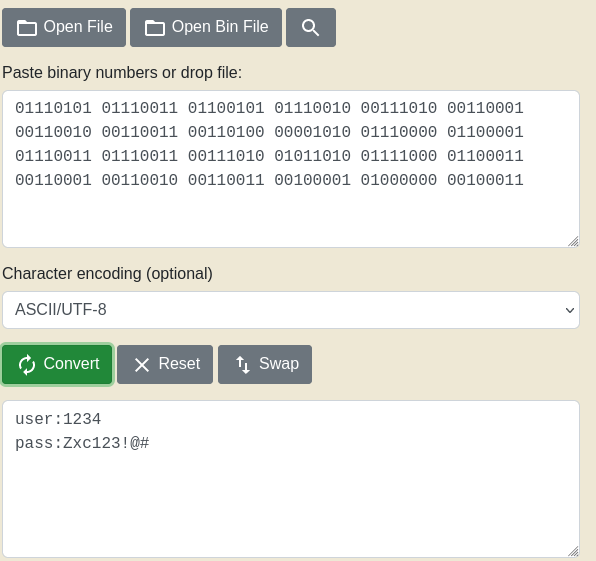 Open File Open Bin File
Paste binary numbers or drop file:
01110101 01110011 01100101 01110010 00111010 00110001
00110010 00110011 00110100 00001010 01110000 01100001
01110011 01110011 00111010 01011010 01111000 01100011
00110001 00110010 00110011 00100001 01000000 00100011
Character encoding (optional)
ASCII/UTF-8
Convert Reset Swap
user:1234
pass:Zxc123!@#